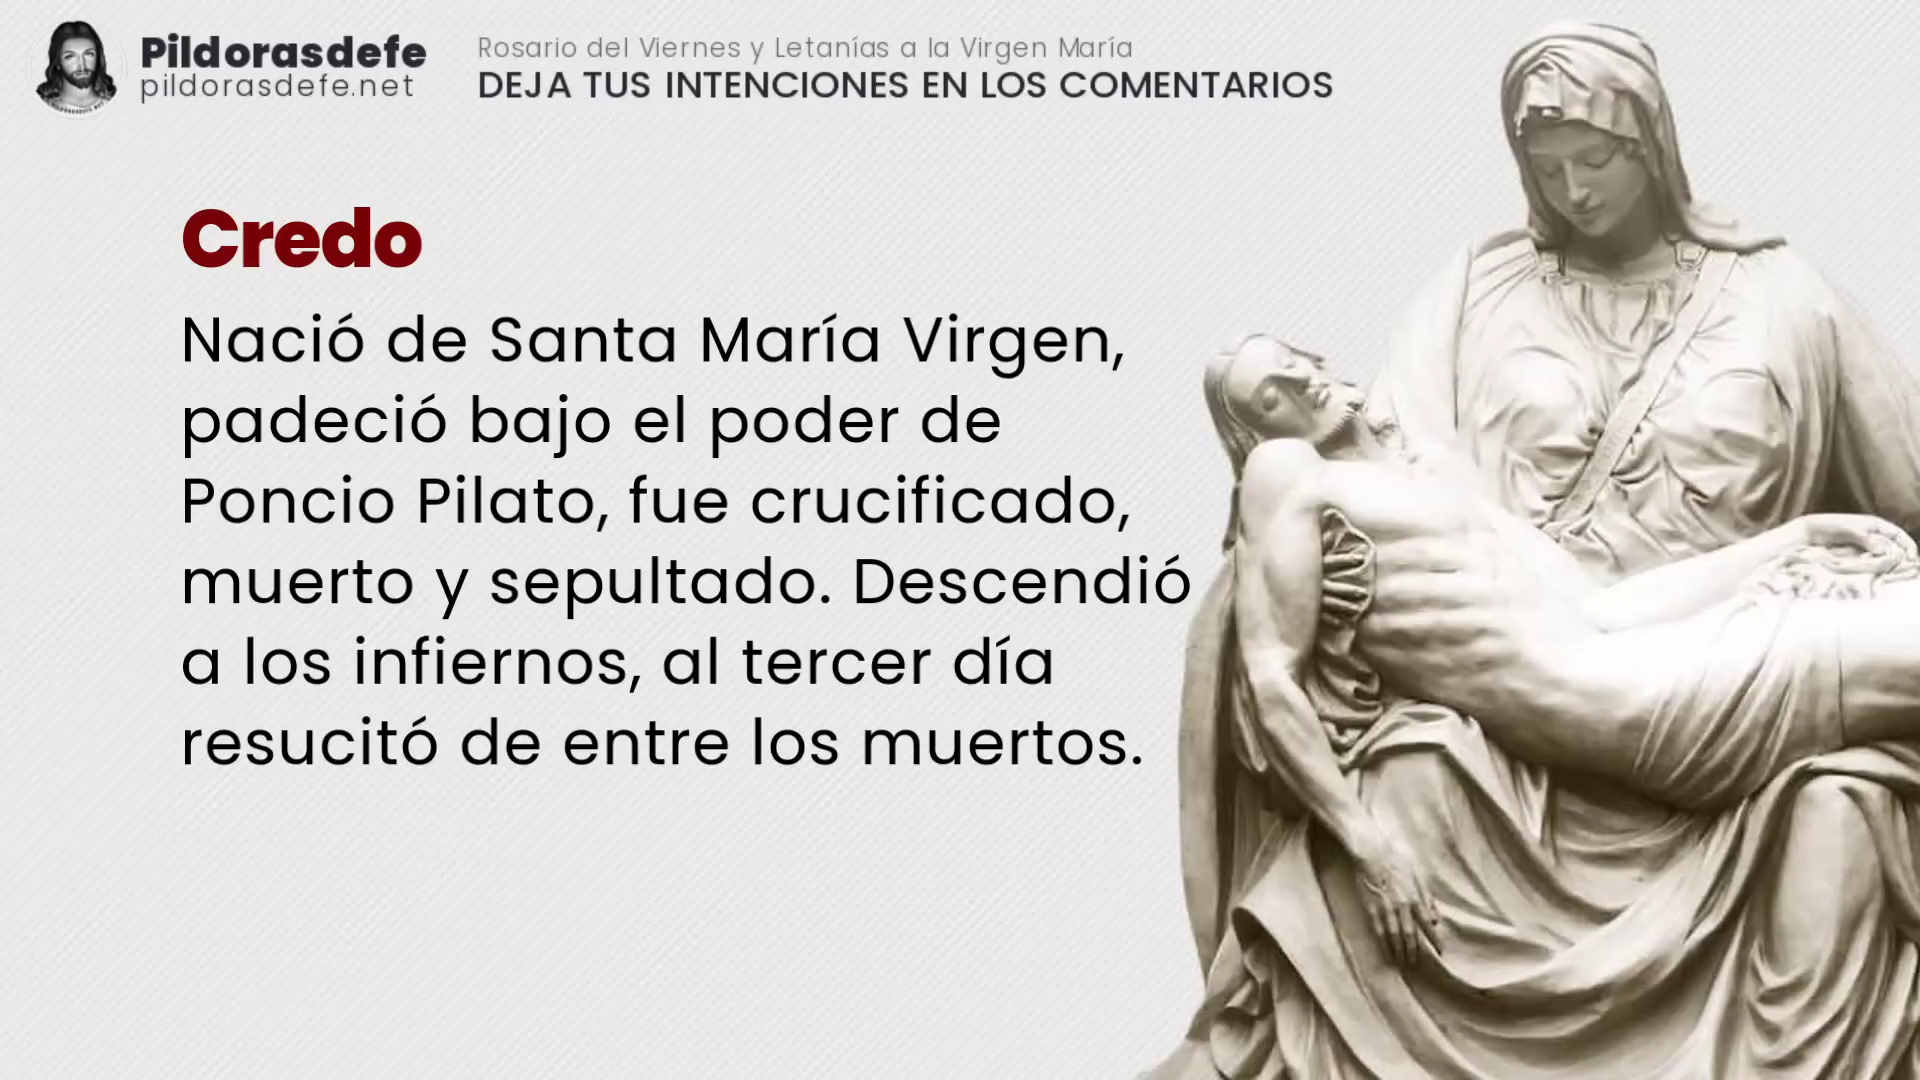 Pildorasdefe
pildorasdefe.net
Rosario del Viernes y Letanías a la Virgen María
DEJA TUS INTENCIONES EN LOS COMENTARIOS
Credo
Nació de Santa María Virgen,
padeció bajo el poder de
Poncio Pilato, fue crucificado,
muerto y sepultado. Descendió
a los infiernos, al tercer día
resucitó de entre los muertos.